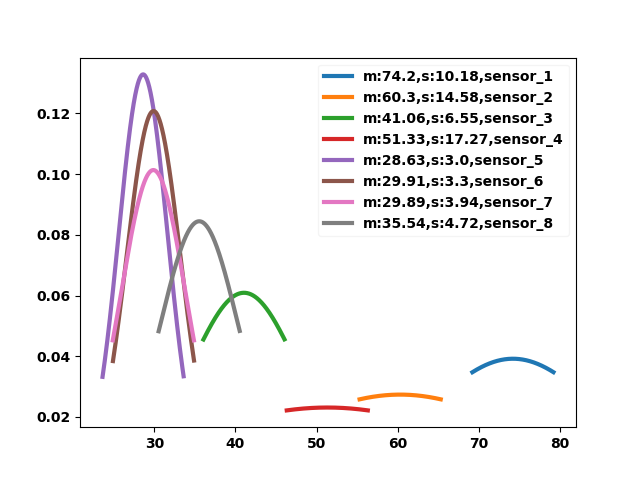 m:74.2,s:10.18,sensor_1
m:60.3,s:14.58,sensor_2
m:41.06,s:6.55,sensor_3
m:51.33,s:17.27,sensor_4
m:28.63,s:3.0,sensor_5
m:29.91,s:3.3,sensor_6
m:29.89,s:3.94,sensor_7
m:35.54,s:4.72,sensor_8
0.12
0.10
0.08
0.06
0.04
0.02
30 40 50 60 70 80